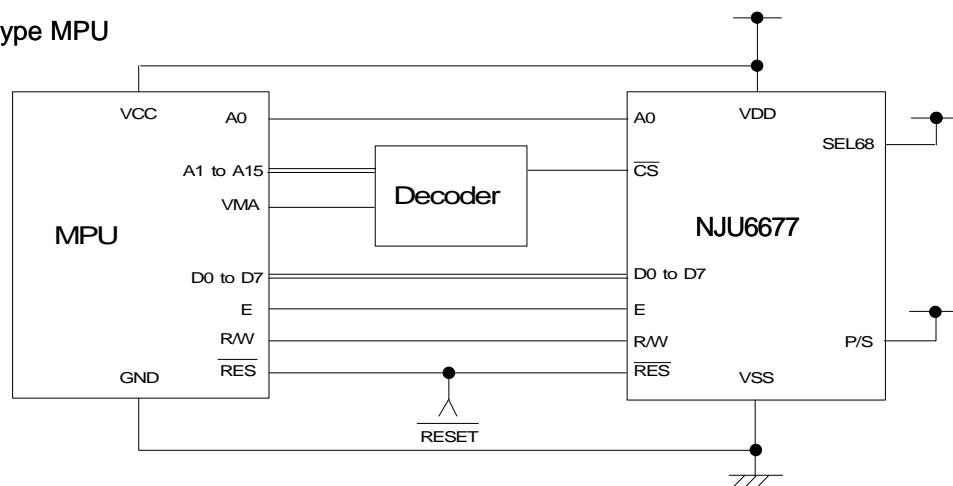 ype MPU
VCC
A0
A1 to A15
VMA
MPU
D0 to D7
E
R/W
RES
GND
Decoder
RESET
A0
VDD
SEL68
CS
NJU6677
D0 to D7
E
R/W
P/S
RES
VSS